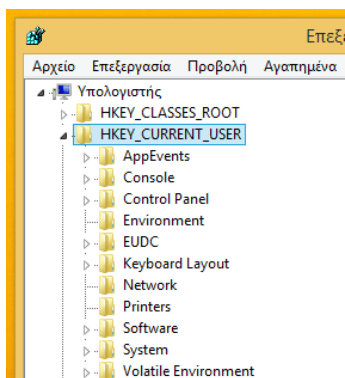 Επεξ
Αρχείο Επεξεργασία Προβολή Αγαπημένα
Υπολογιστής
HKEY_CLASSES_ROOT
HKEY_CURRENT_USER
AppEvents
Console
Control Panel
Environment
EUDC
Keyboard Layout
Network
Printers
Software
System
Volatile Environment